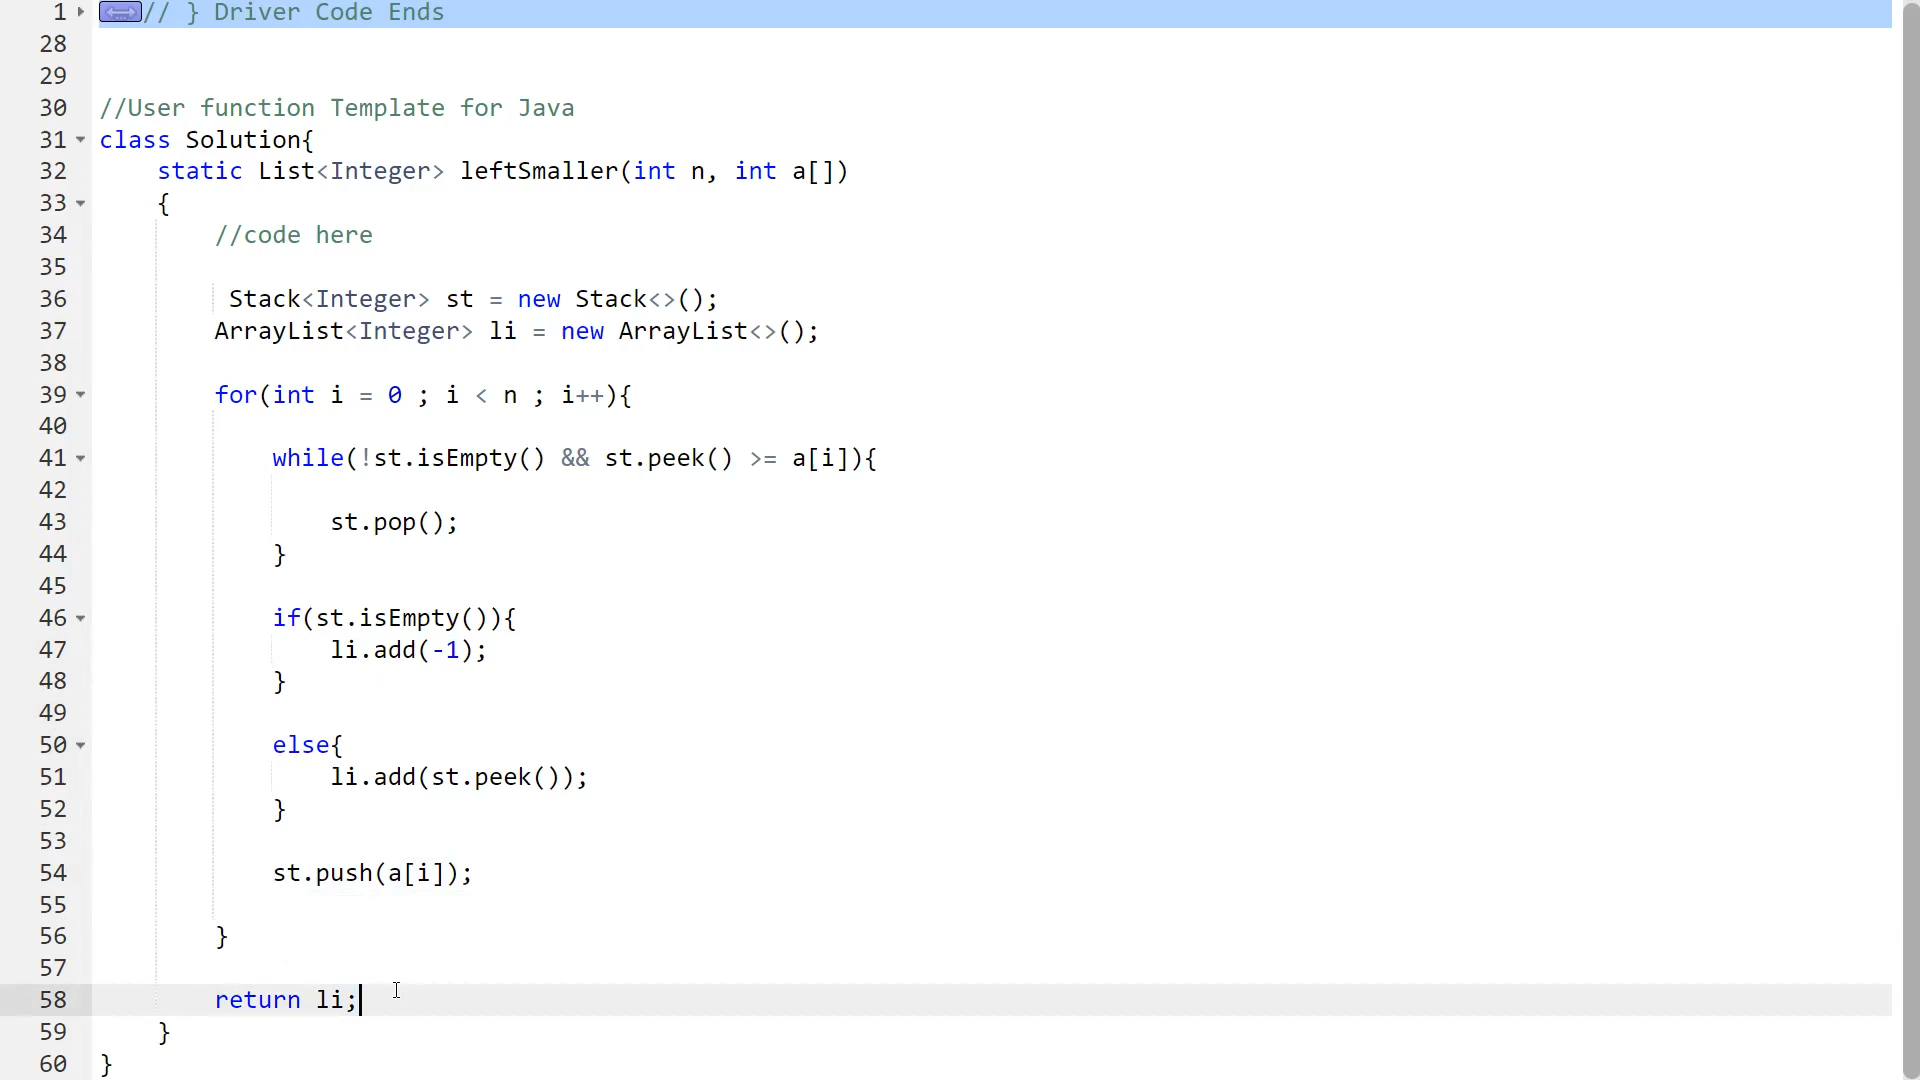 1 // } Driver Code Ends
28
29
30 //User function Template for Java
31 class Solution{
32     static List<Integer> leftSmaller(int n, int a[])
33     {
34         //code here
35
36          Stack<Integer> st = new Stack<>();
37         ArrayList<Integer> li = new ArrayList<>();
38
39         for(int i = 0 ; i < n ; i++){
40
41             while(!st.isEmpty() && st.peek() >= a[i]){
42
43                 st.pop();
44             }
45
46             if(st.isEmpty()){
47                 li.add(-1);
48             }
49
50             else{
51                 li.add(st.peek());
52             }
53
54             st.push(a[i]);
55
56         }
57
58         return li;
59     }
60 }